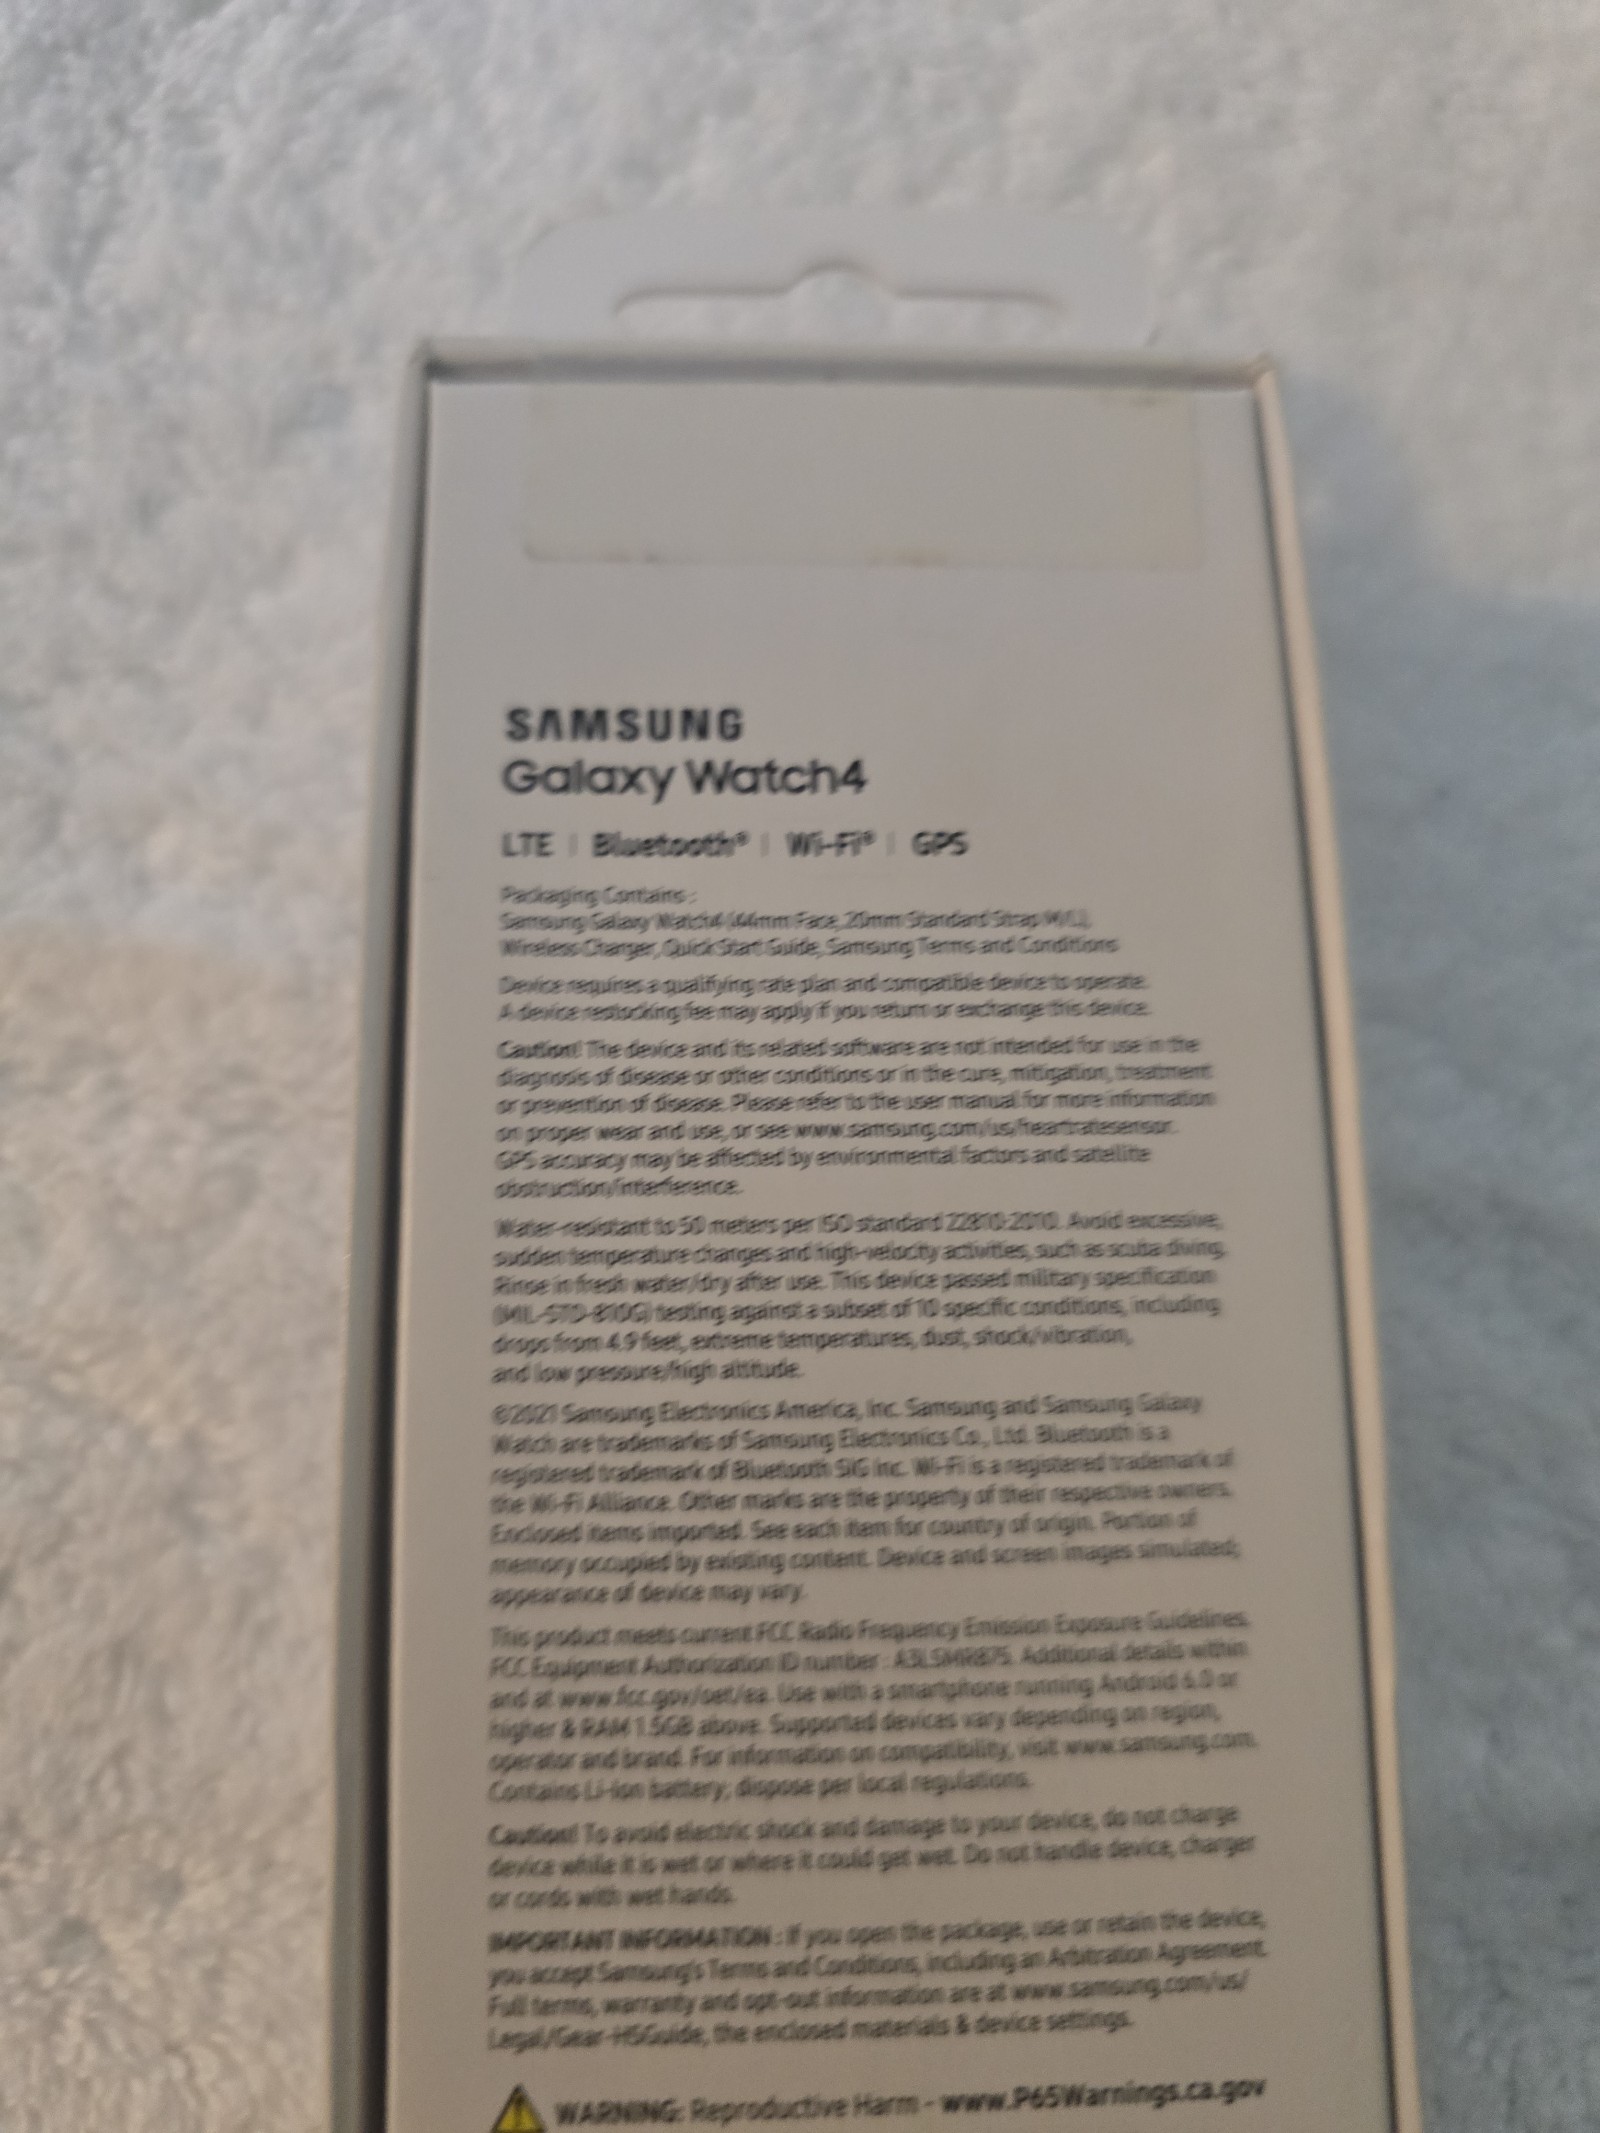 SAMSUNG
Galaxy Watch4
LTE | Bluetooth® | Wi-Fi® | GPS
Packaging Contains :
Samsung Galaxy Watch4 (44mm Face, 20mm Standard Strap M/L),
Wireless Charger, Quick Start Guide, Samsung Terms and Conditions
Device requires a qualifying rate plan and compatible device to operate.
A device restocking fee may apply if you return or exchange this device.
Caution! The device and its related software are not intended for use in the
diagnosis of disease or other conditions or in the cure, mitigation, treatment
or prevention of disease. Please refer to the user manual for more information
on proper wear and use, or see www.samsung.com/us/heartratesensor.
GPS accuracy may be affected by environmental factors and satellite
obstruction/interference.
Water-resistant to 50 meters per ISO standard 22810:2010. Avoid excessive,
sudden temperature changes and high-velocity activities, such as scuba diving.
Rinse in fresh water/dry after use. This device passed military specification
(MIL-STD-810G) testing against a subset of 10 specific conditions, including
drops from 4.9 feet, extreme temperatures, dust, shock/vibration,
and low pressure/high altitude.
©2021 Samsung Electronics America, Inc. Samsung and Samsung Galaxy
Watch are trademarks of Samsung Electronics Co., Ltd. Bluetooth is a
registered trademark of Bluetooth SIG Inc. Wi-Fi is a registered trademark of
the Wi-Fi Alliance. Other marks are the property of their respective owners.
Enclosed items imported. See each item for country of origin. Portion of
memory occupied by existing content. Device and screen images simulated;
appearance of device may vary.
This product meets current FCC Radio Frequency Emission Exposure Guidelines.
FCC Equipment Authorization ID number : A3LSMR875. Additional details within
and at www.fcc.gov/oet/ea. Use with a smartphone running Android 6.0 or
higher & RAM 1.5GB above. Supported devices vary depending on region,
operator and brand. For information on compatibility, visit www.samsung.com.
Contains Li-Ion battery; dispose per local regulations.
Caution! To avoid electric shock and damage to your device, do not charge
device while it is wet or where it could get wet. Do not handle device, charger
or cords with wet hands.
IMPORTANT INFORMATION : If you open the package, use or retain the device,
you accept Samsung's Terms and Conditions, including an Arbitration Agreement.
Full terms, warranty and opt-out information are at www.samsung.com/us/
Legal/Gear-HSGuide, the enclosed materials & device settings.
WARNING: Reproductive Harm - www.P65Warnings.ca.gov